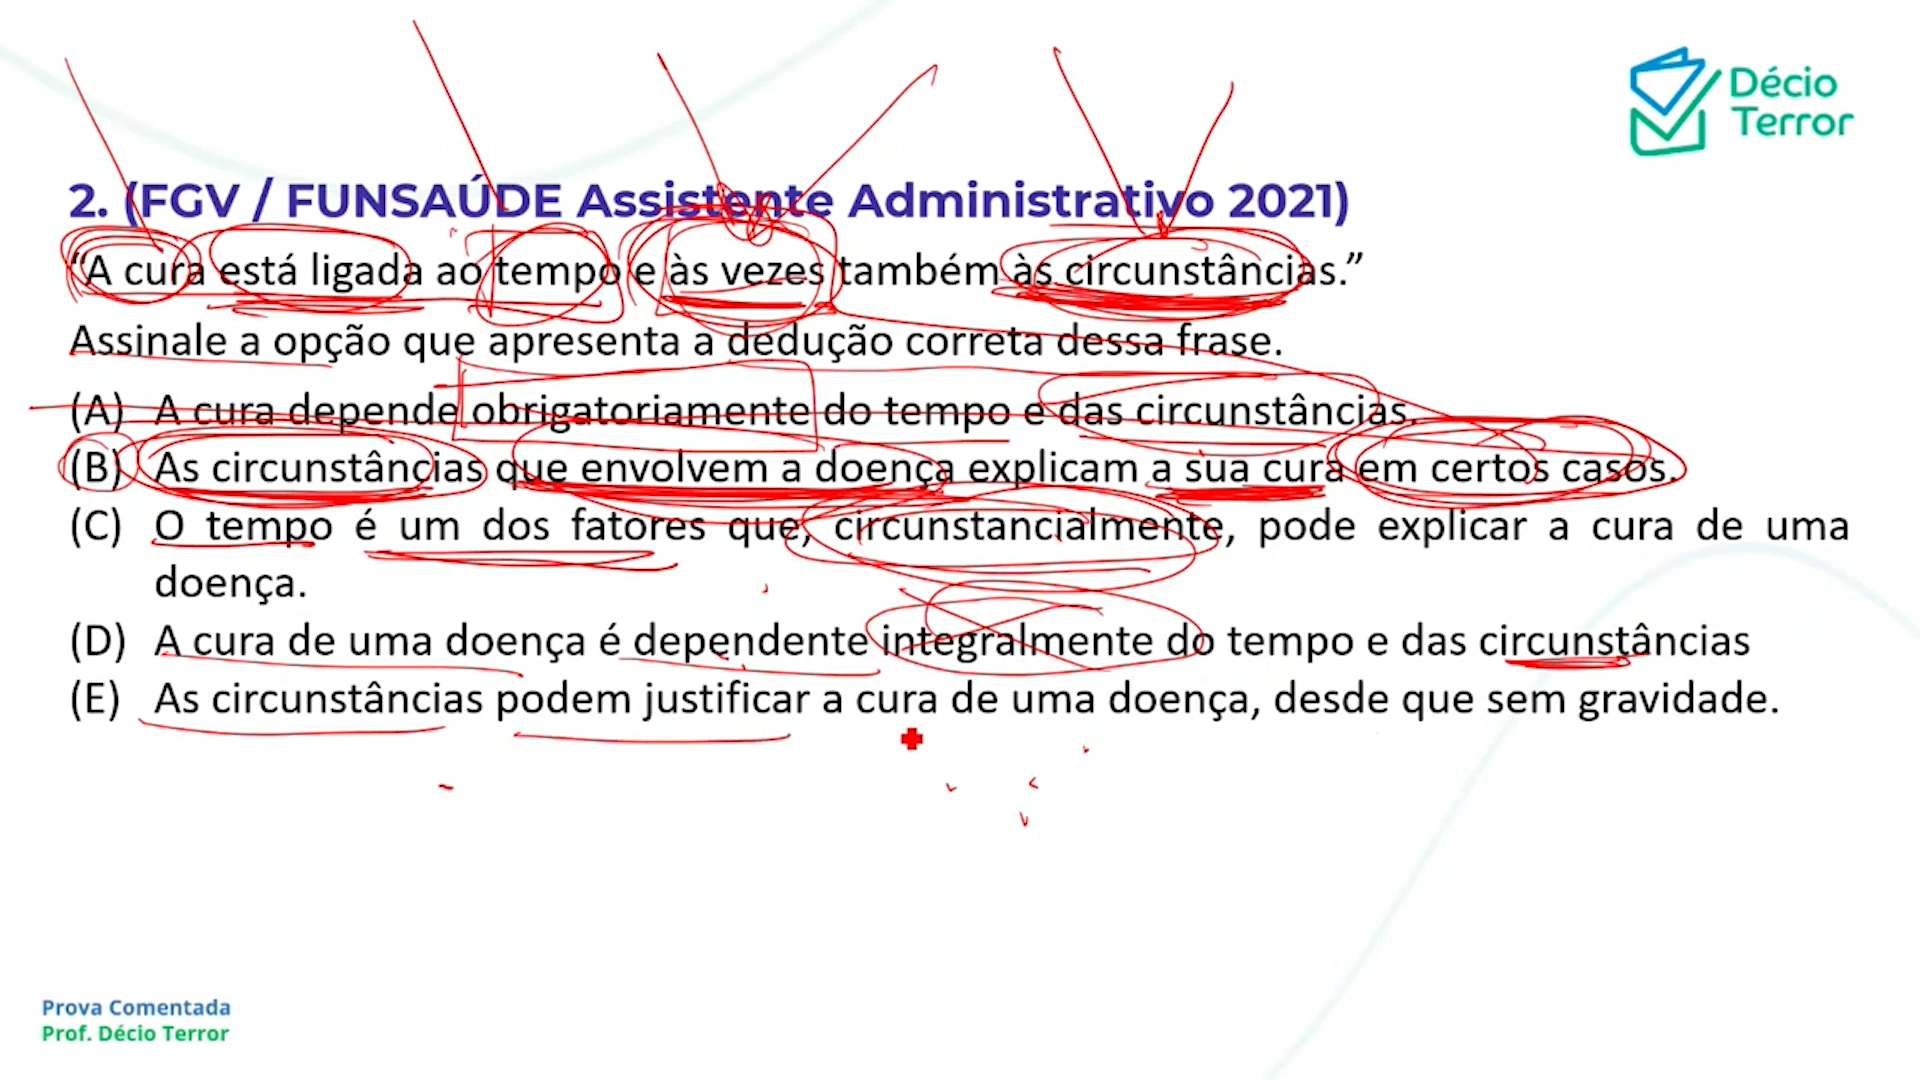 Décio
Terror
2. (FGV / FUNSAÚDE Assistente Administrativo 2021)
“A cura está ligada ao tempo e às vezes também às circunstâncias.”
Assinale a opção que apresenta a dedução correta dessa frase.
(A) A cura depende obrigatoriamente do tempo e das circunstâncias.
(B) As circunstâncias que envolvem a doença explicam a sua cura em certos casos.
(C) O tempo é um dos fatores que, circunstancialmente, pode explicar a cura de uma
doença.
(D) A cura de uma doença é dependente integralmente do tempo e das circunstâncias
(E) As circunstâncias podem justificar a cura de uma doença, desde que sem gravidade.
Prova Comentada
Prof. Décio Terror